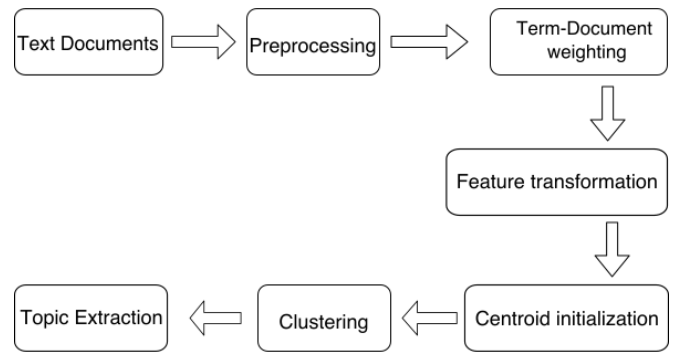 Text Documents
Preprocessing
Term-Document
weighting
Feature transformation
Centroid initialization
Clustering
Topic Extraction